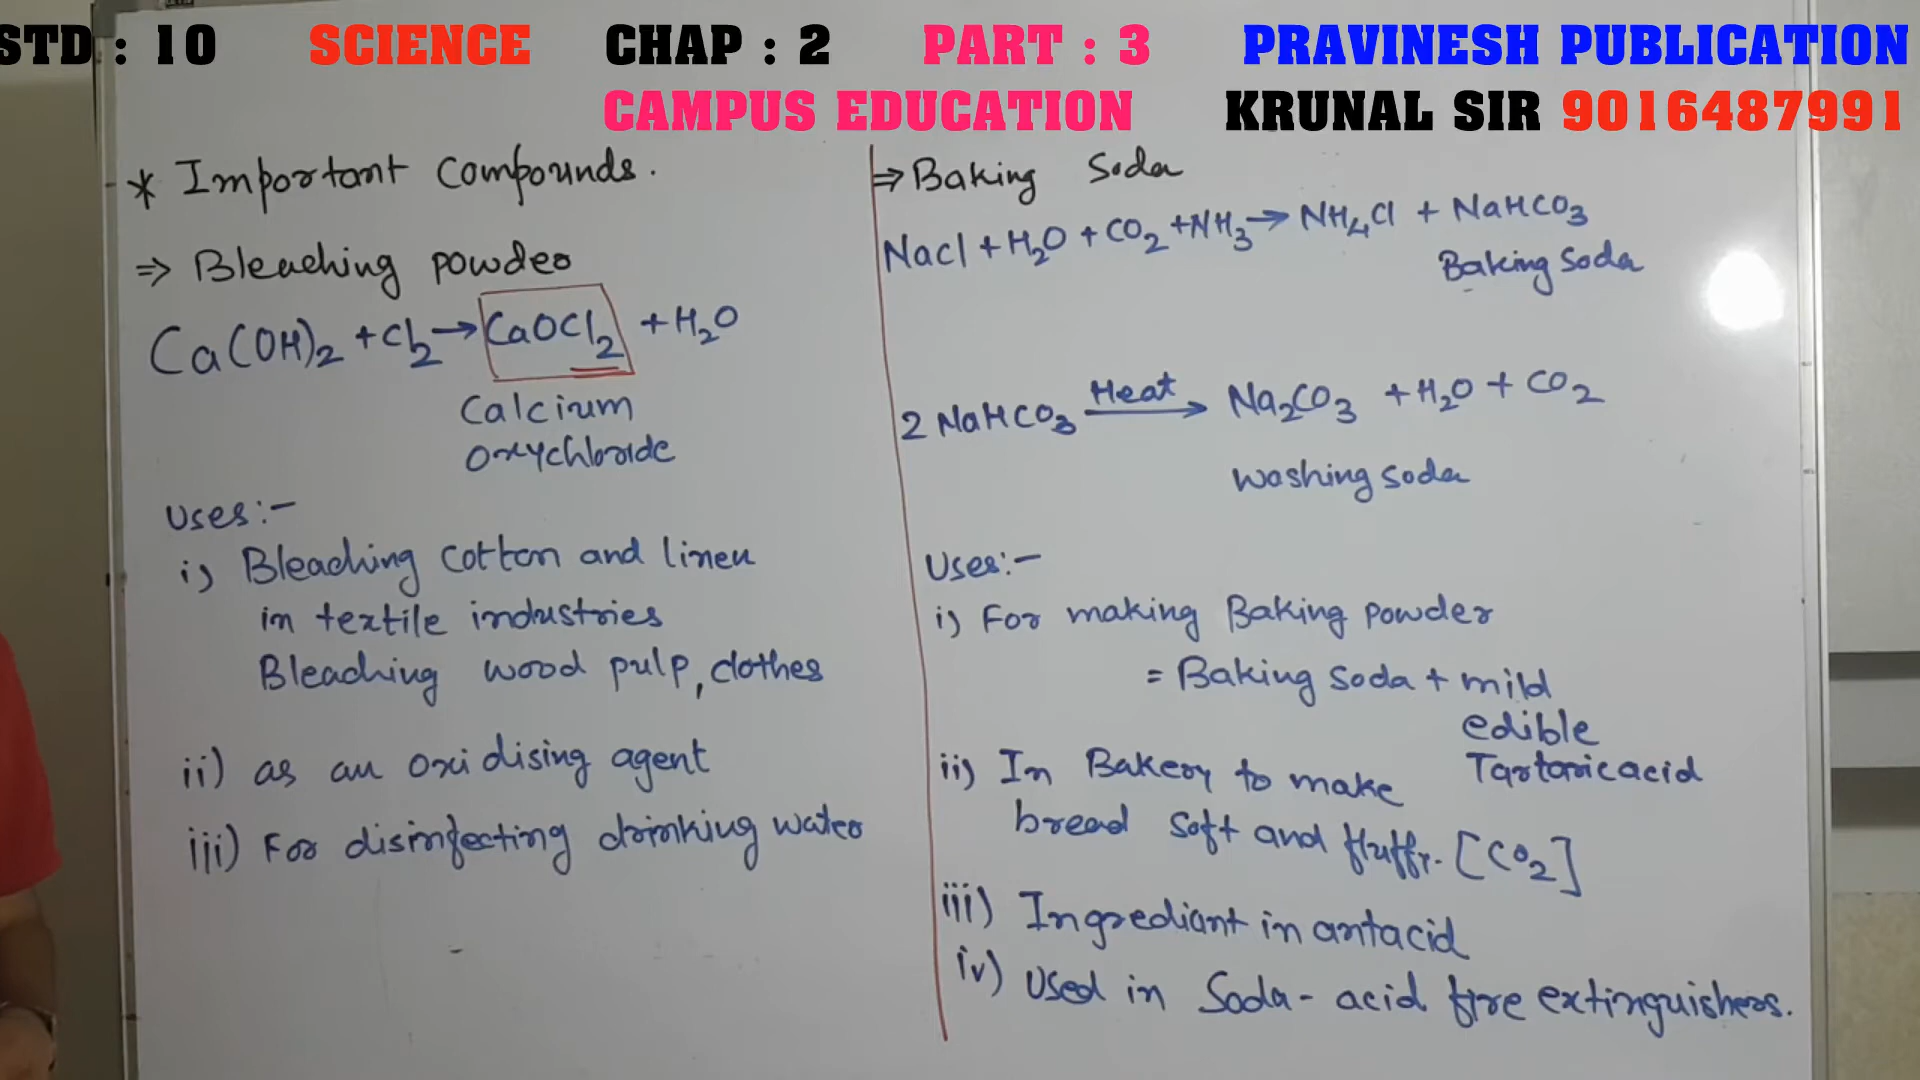 STD : 10 SCIENCE CHAP : 2 PART : 3 PRAVINESH PUBLICATION
CAMPUS EDUCATION KRUNAL SIR 9016487991
* Important Compounds.
⇒ Bleaching powder
Ca(OH)₂ + Cl₂ → CaOCl₂ + H₂O
Calcium
oxychloride
Uses:-
i) Bleaching cotton and linen
in textile industries
Bleaching wood pulp, clothes
ii) as an oxidising agent
iii) For disinfecting drinking water
⇒ Baking Soda
NaCl + H₂O + CO₂ + NH₃ → NH₄Cl + NaHCO₃
Baking Soda
2 NaHCO₃ Heat → Na₂CO₃ + H₂O + CO₂
washing soda
Uses:-
i) For making Baking powder
= Baking soda + mild
edible
Tartaric acid
ii) In Bakery to make
bread soft and fluffy. [CO₂]
iii) Ingrediant in antacid
iv) Used in Soda - acid fire extinguishers.